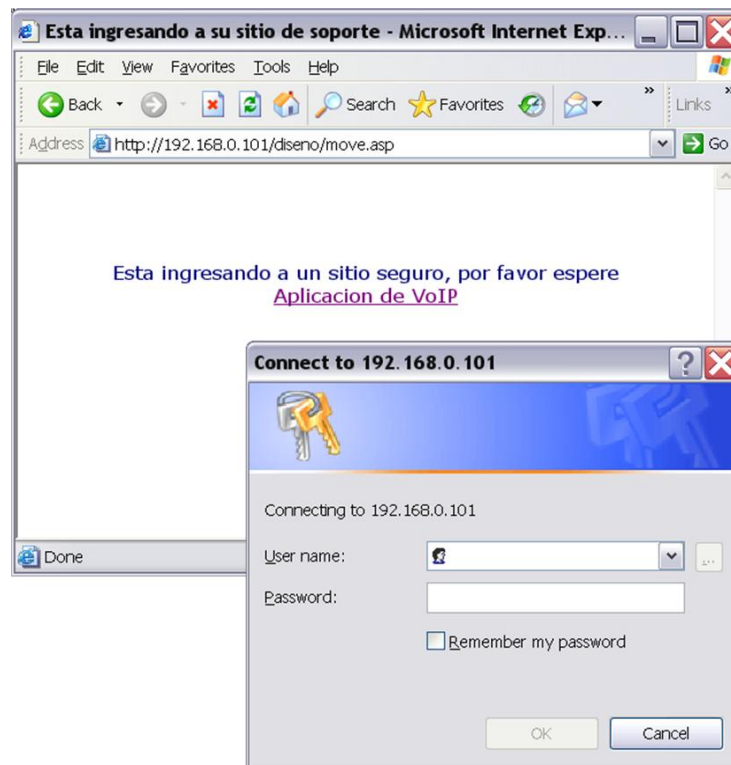 Esta ingresando a su sitio de soporte - Microsoft Internet Exp...
File Edit View Favorites Tools Help
Back Search Favorites » Links »
Address http://192.168.0.101/diseno/move.asp Go
Esta ingresando a un sitio seguro, por favor espere
Aplicacion de VoIP
Done
Connect to 192.168.0.101
Connecting to 192.168.0.101
User name:
...
Password:
Remember my password
OK Cancel